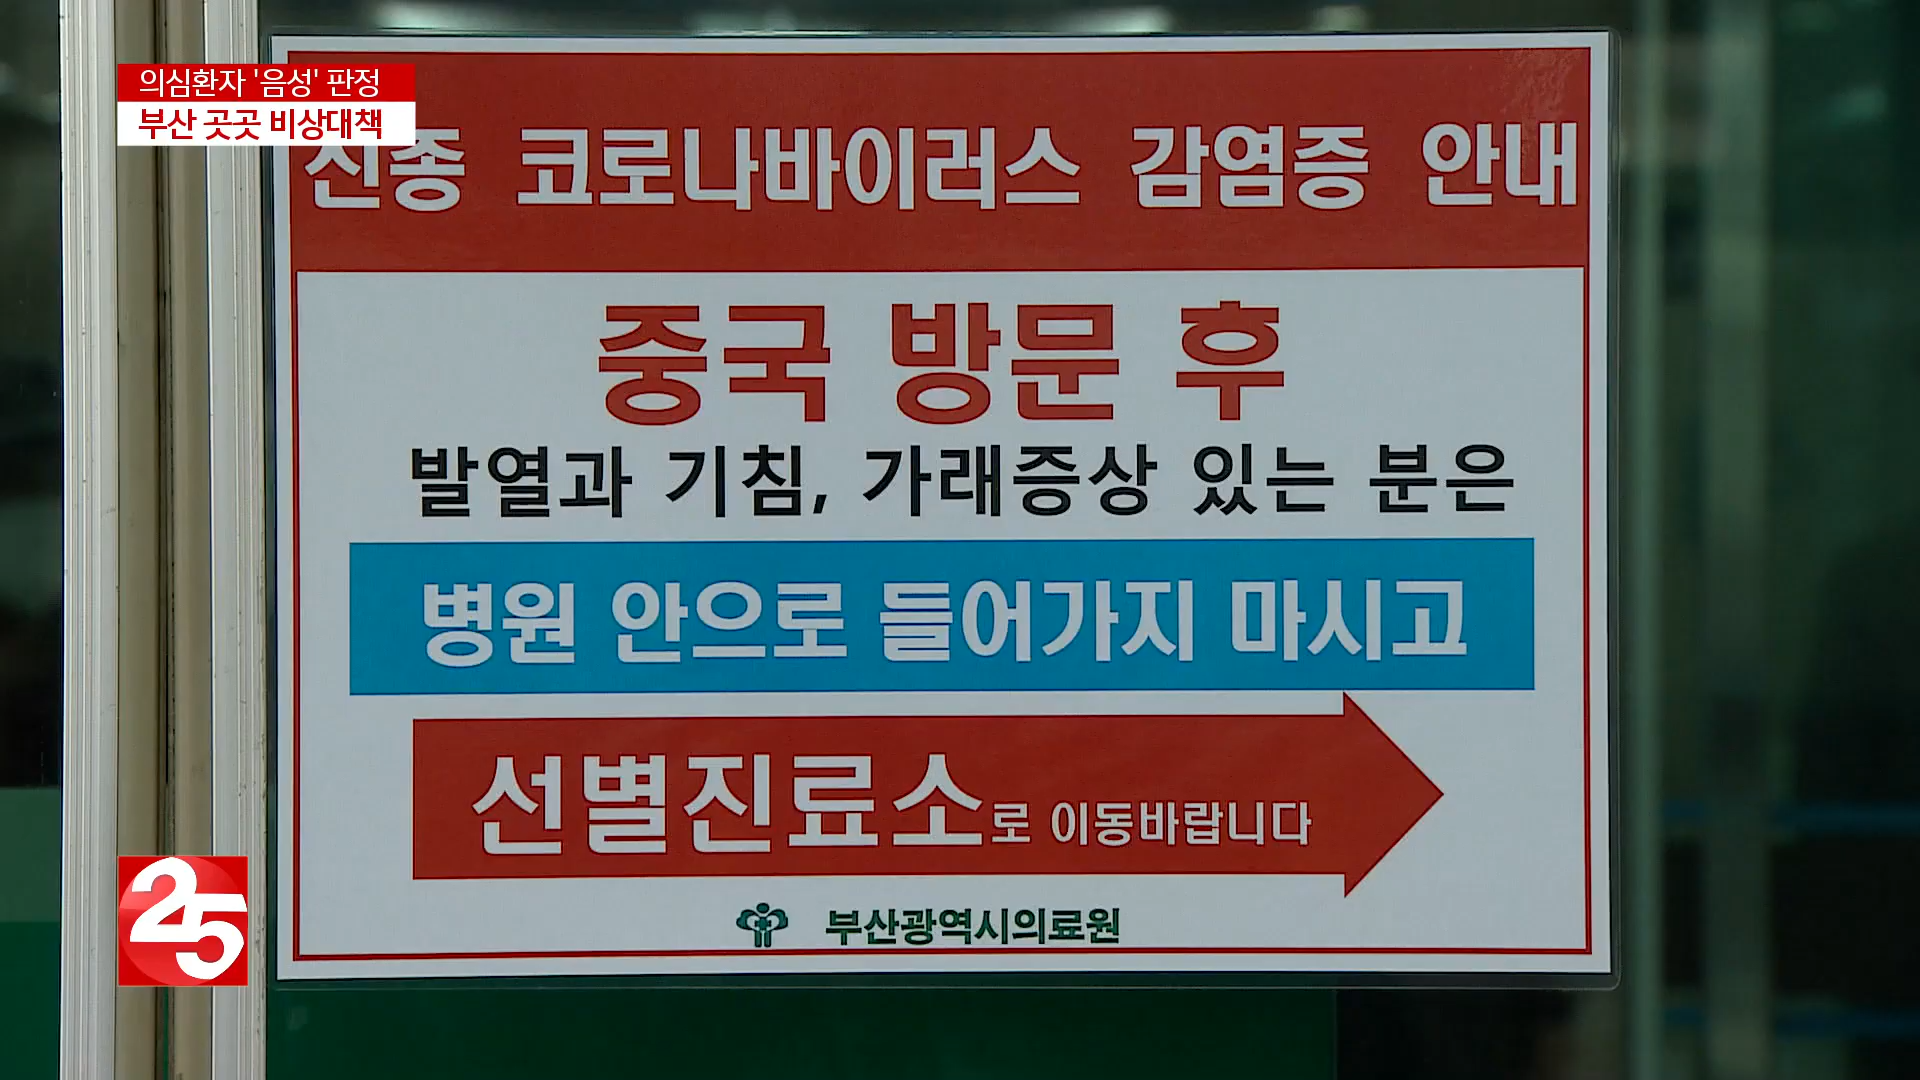 의심환자 '음성' 판정
부산 곳곳 비상대책
신종 코로나바이러스 감염증 안내
중국 방문 후
발열과 기침, 가래증상 있는 분은
병원 안으로 들어가지 마시고
선별진료소로 이동바랍니다
부산광역시의료원
25